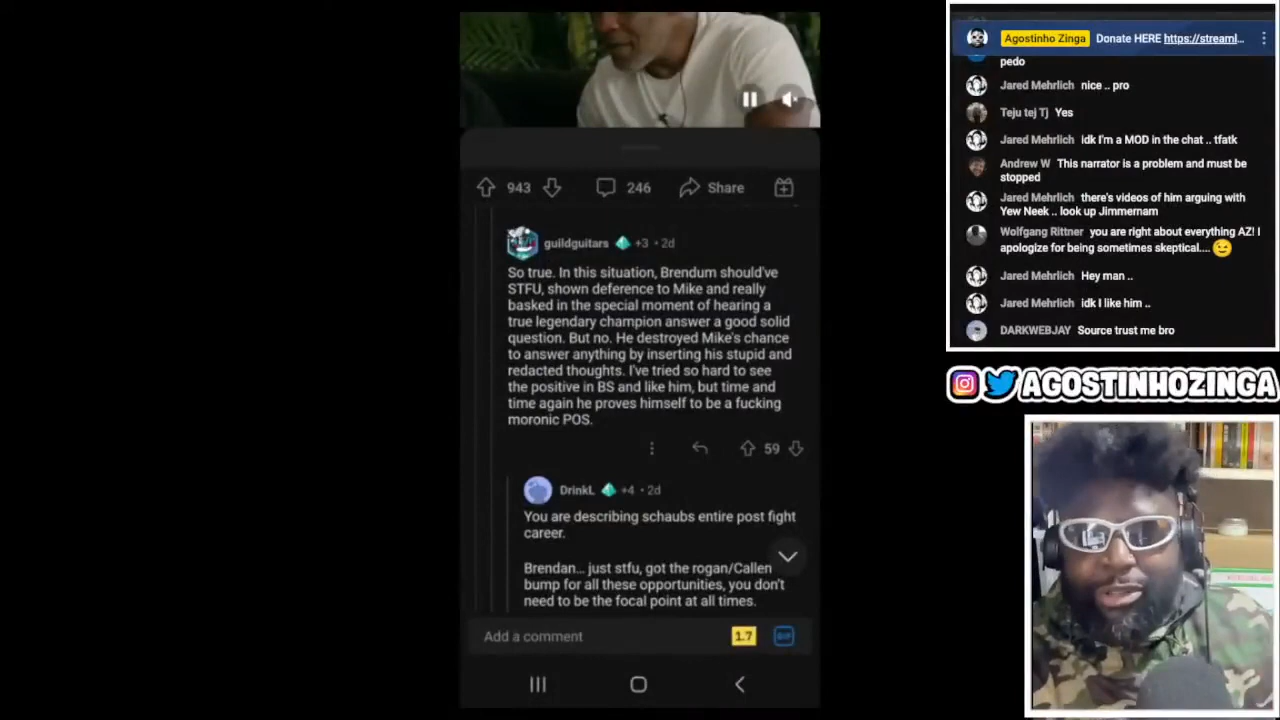 943
246
Share
guildguitars +3 • 2d
So true. In this situation, Brendum should've
STFU, shown deference to Mike and really
basked in the special moment of hearing a
true legendary champion answer a good solid
question. But no. He destroyed Mike's chance
to answer anything by inserting his stupid and
redacted thoughts. I've tried so hard to see
the positive in BS and like him, but time and
time again he proves himself to be a fucking
moronic POS.
59
DrinkL +4 • 2d
You are describing schaubs entire post fight
career.
Brendan... just stfu, got the rogan/Callen
bump for all these opportunities, you don't
need to be the focal point at all times.
Add a comment
1.7
GIF
Agostinho Zinga Donate HERE https://streaml...
pedo
Jared Mehrlich nice .. pro
Teju tej Tj Yes
Jared Mehrlich idk I'm a MOD in the chat .. tfatk
Andrew W This narrator is a problem and must be
stopped
Jared Mehrlich there's videos of him arguing with
Yew Neek .. look up Jimmernam
Wolfgang Rittner you are right about everything AZ! I
apologize for being sometimes skeptical....
Jared Mehrlich Hey man ..
Jared Mehrlich idk I like him ..
DARKWEBJAY Source trust me bro
AGOSTINHOZINGA